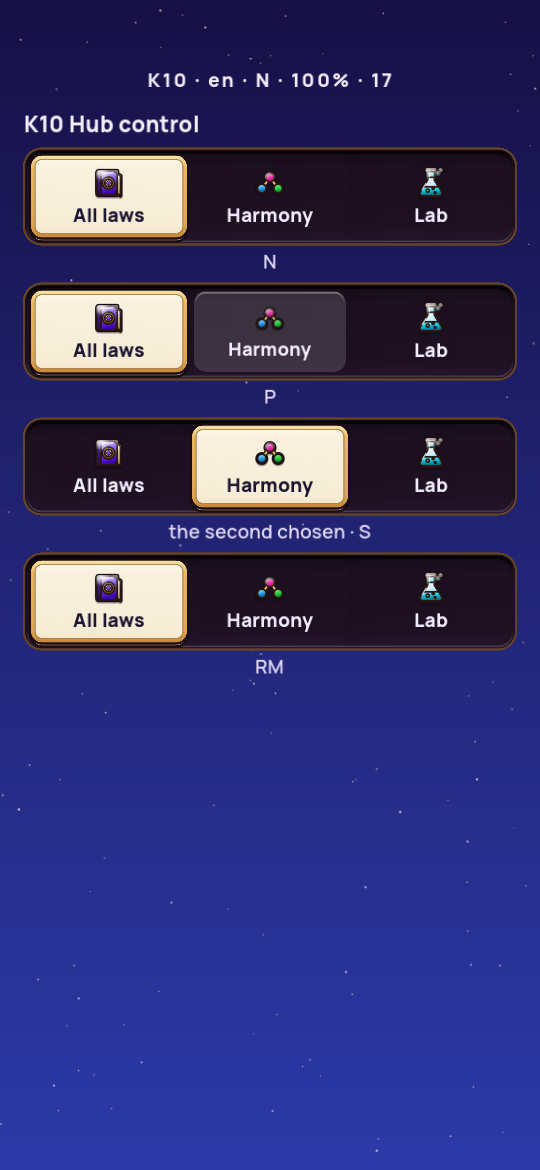 K10 · en · N · 100% · 17
K10 Hub control
All laws Harmony Lab
N
All laws Harmony Lab
P
All laws Harmony Lab
the second chosen · S
All laws Harmony Lab
RM